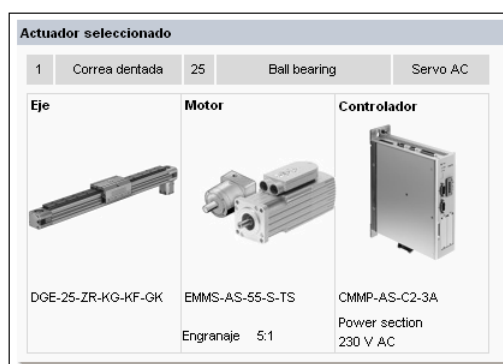 Actuador seleccionado
1 Correa dentada 25 Ball bearing Servo AC
Eje Motor Controlador
DGE-25-ZR-KG-KF-GK EMMS-AS-55-S-TS CMMP-AS-C2-3A
Engranaje 5:1 Power section
230 V AC